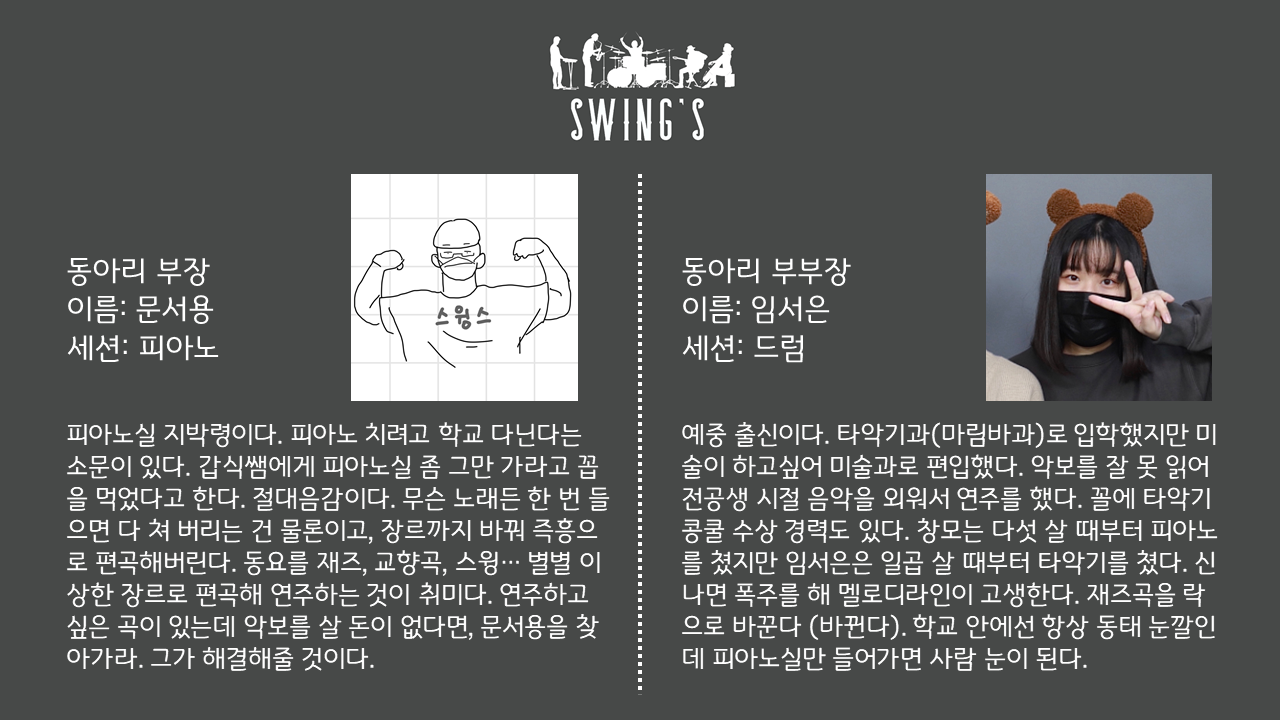 SWING'S
동아리 부장
이름: 문서용
세션: 피아노
스윙스
피아노실 지박령이다. 피아노 치려고 학교 다닌다는
소문이 있다. 갑식쌤에게 피아노실 좀 그만 가라고 꼽
을 먹었다고 한다. 절대음감이다. 무슨 노래든 한 번 들
으면 다 쳐 버리는 건 물론이고, 장르까지 바꿔 즉흥으
로 편곡해버린다. 동요를 재즈, 교향곡, 스윙… 별별 이
상한 장르로 편곡해 연주하는 것이 취미다. 연주하고
싶은 곡이 있는데 악보를 살 돈이 없다면, 문서용을 찾
아가라. 그가 해결해줄 것이다.
동아리 부부장
이름: 임서은
세션: 드럼
예중 출신이다. 타악기과(마림바과)로 입학했지만 미
술이 하고싶어 미술과로 편입했다. 악보를 잘 못 읽어
전공생 시절 음악을 외워서 연주를 했다. 꼴에 타악기
콩쿨 수상 경력도 있다. 창모는 다섯 살 때부터 피아노
를 쳤지만 임서은은 일곱 살 때부터 타악기를 쳤다. 신
나면 폭주를 해 멜로디라인이 고생한다. 재즈곡을 락
으로 바꾼다 (바뀐다). 학교 안에선 항상 동태 눈깔인
데 피아노실만 들어가면 사람 눈이 된다.